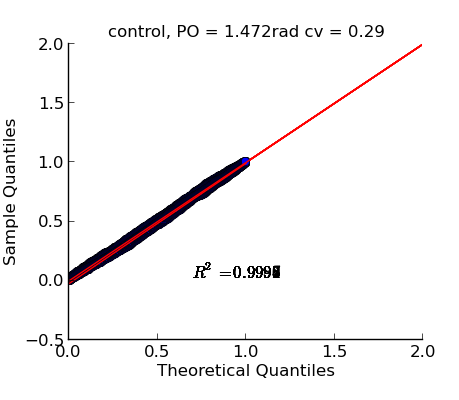 control, PO = 1.472rad cv = 0.29
2.0
1.5
1.0
0.5
0.0
−0.5
Sample Quantiles
R² =
0.0
0.5
1.0
1.5
2.0
Theoretical Quantiles